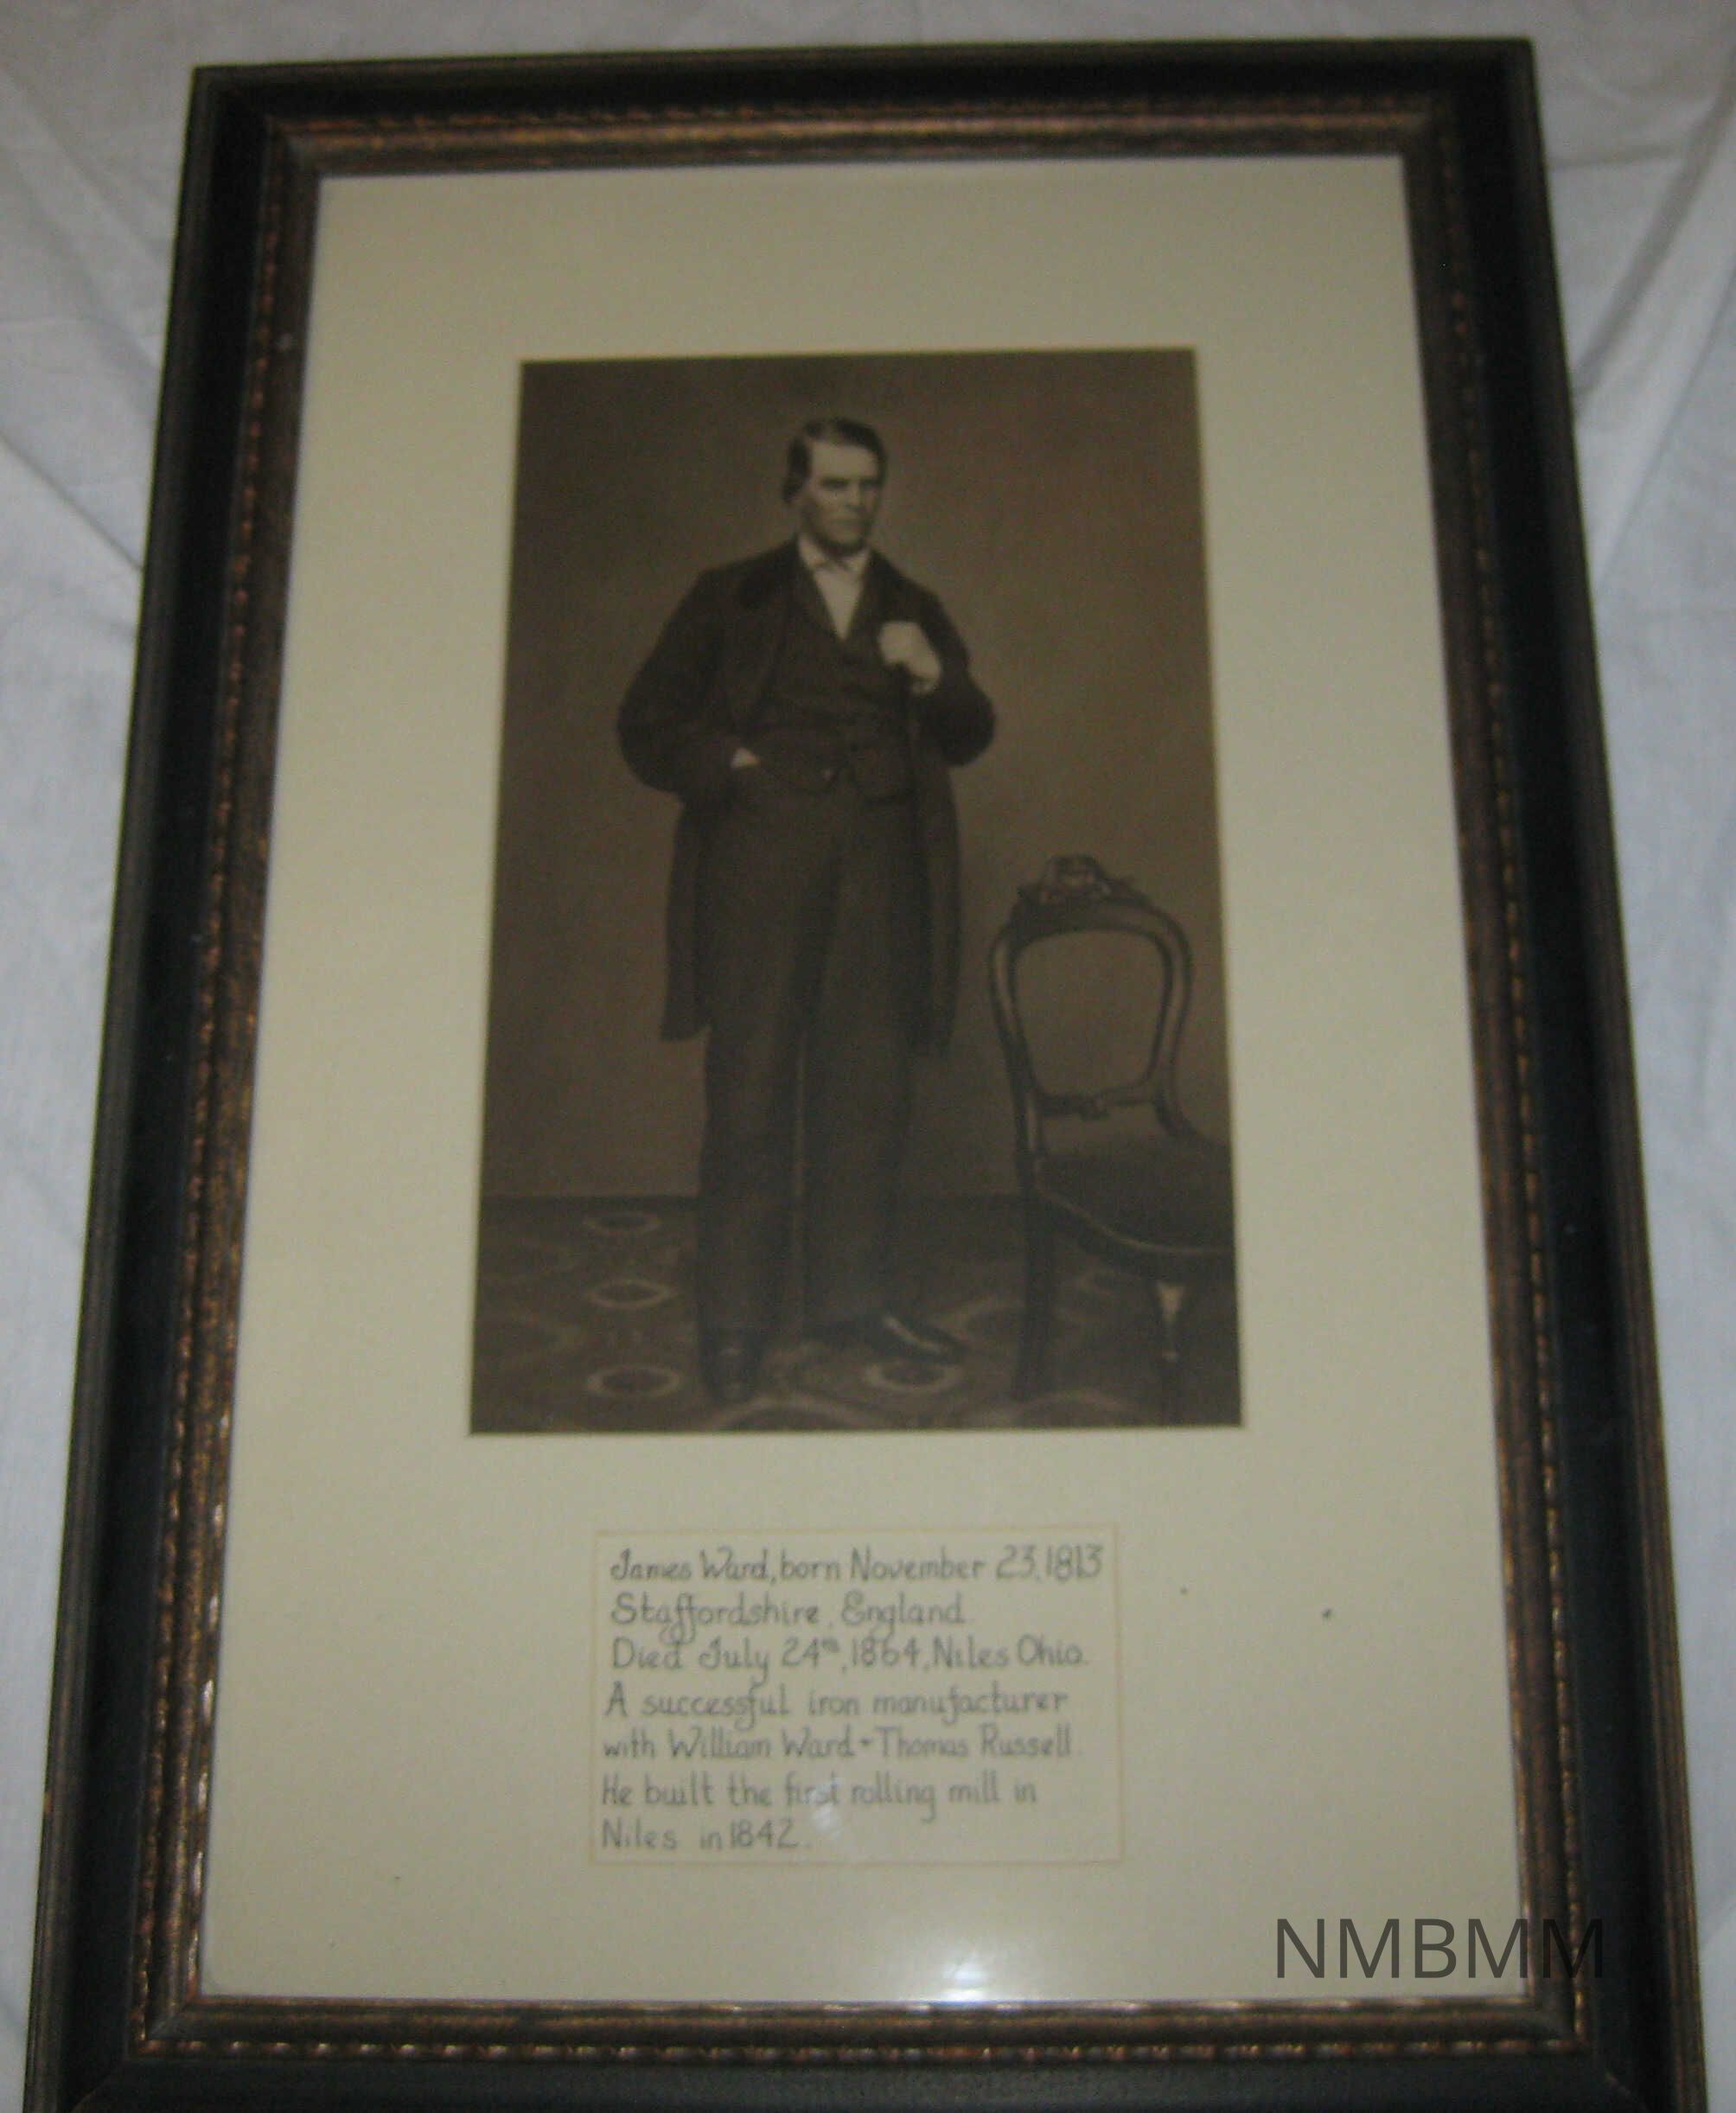 James Ward, born November 23, 1813
Staffordshire, England.
Died July 24th, 1864, Niles Ohio.
A successful iron manufacturer
with William Ward - Thomas Russell.
He built the first rolling mill in
Niles in 1842.
NMBMM